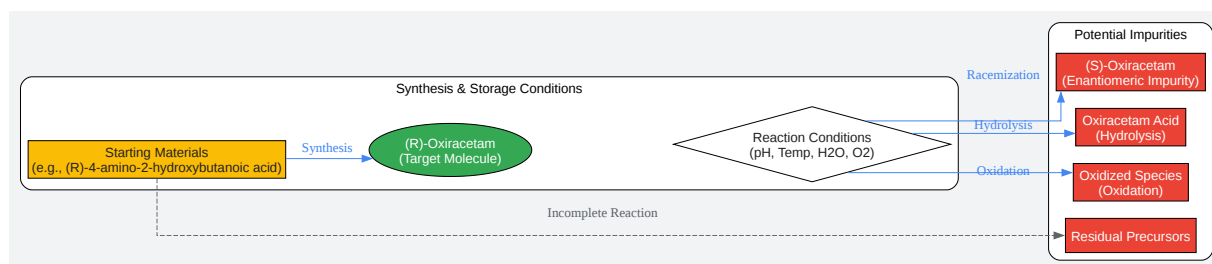 Potential Impurities
(S)-Oxiracetam
(Enantiomeric Impurity)
Racemization
Synthesis & Storage Conditions
Oxiracetam Acid
(Hydrolysis)
Hydrolysis
Reaction Conditions
(pH, Temp, H2O, O2)
(R)-Oxiracetam
(Target Molecule)
Synthesis
Starting Materials
(e.g., (R)-4-amino-2-hydroxybutanoic acid)
Oxidation
Oxidized Species
(Oxidation)
Incomplete Reaction
Residual Precursors